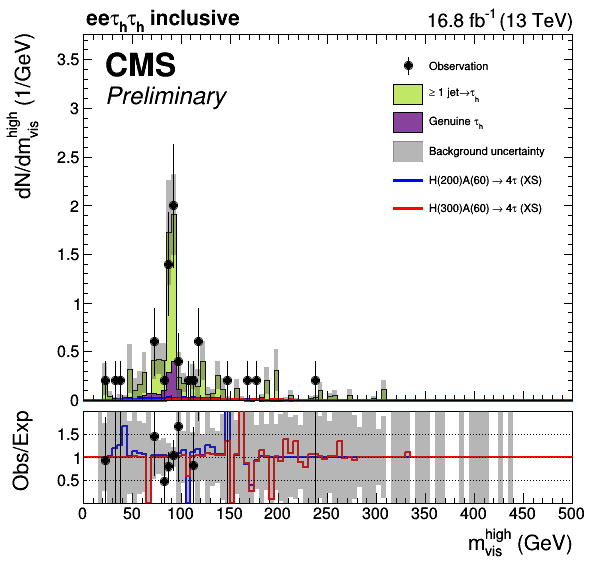 eeτhτh inclusive
16.8 fb-1 (13 TeV)
CMS
Preliminary
Observation
≥ 1 jet→τh
Genuine τh
Background uncertainty
H(200)A(60) → 4τ (XS)
H(300)A(60) → 4τ (XS)
dN/dm_vis^high (1/GeV)
3.5
3
2.5
2
1.5
1
0.5
0
Obs/Exp
1.5
1
0.5
0 50 100 150 200 250 300 350 400 450 500
m_vis^high (GeV)